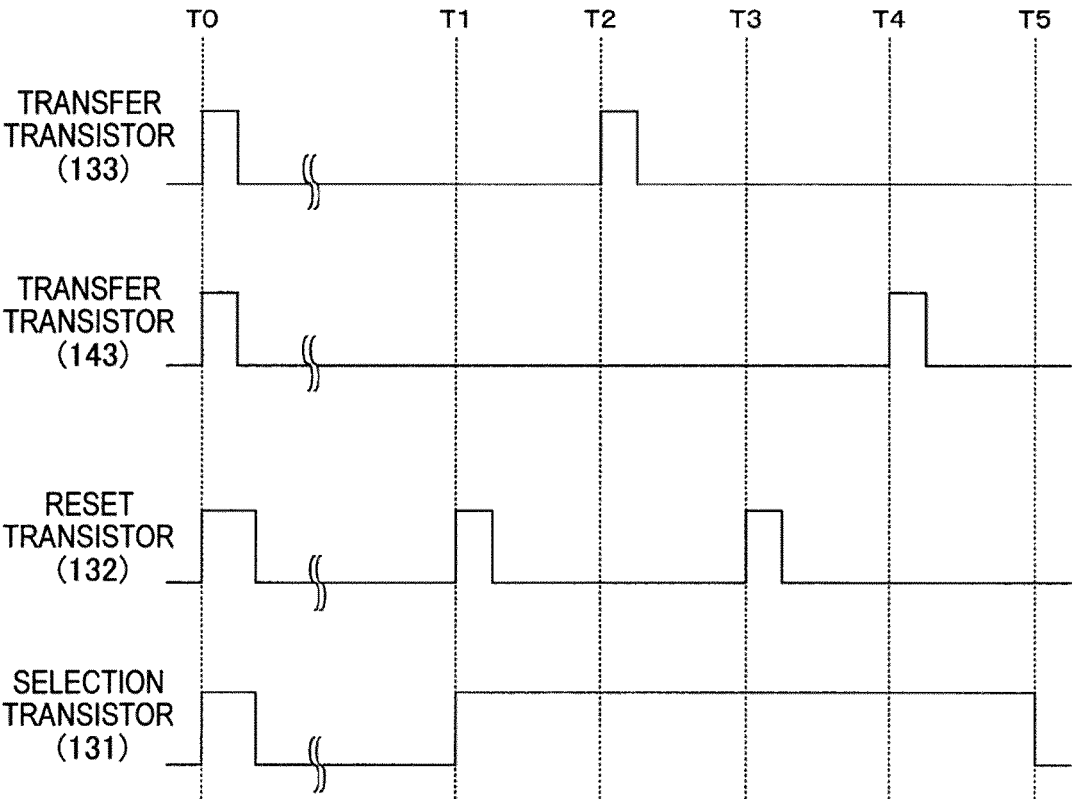 T0 T1 T2 T3 T4 T5
TRANSFER
TRANSISTOR
(133)
TRANSFER
TRANSISTOR
(143)
RESET
TRANSISTOR
(132)
SELECTION
TRANSISTOR
(131)